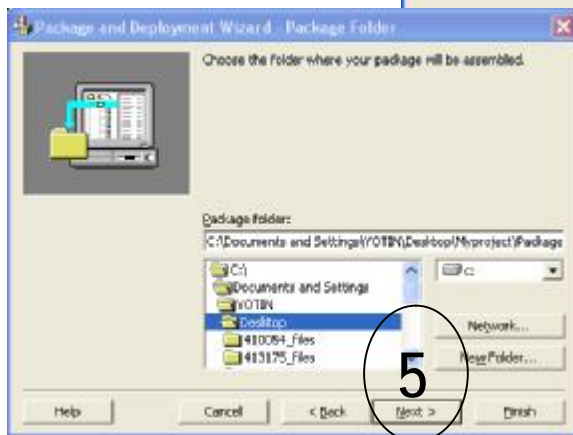 Package and Deployment Wizard - Package Folder
Choose the folder where your package will be assembled.
Package folder:
C:\Documents and Settings\YOTIN\Desktop\Myproject\Package
C:\
c:
Documents and Settings
YOTIN
Desktop
410054_files
Network...
413175_files
New Folder...
5
Help
Cancel
< Back
Next >
Finish